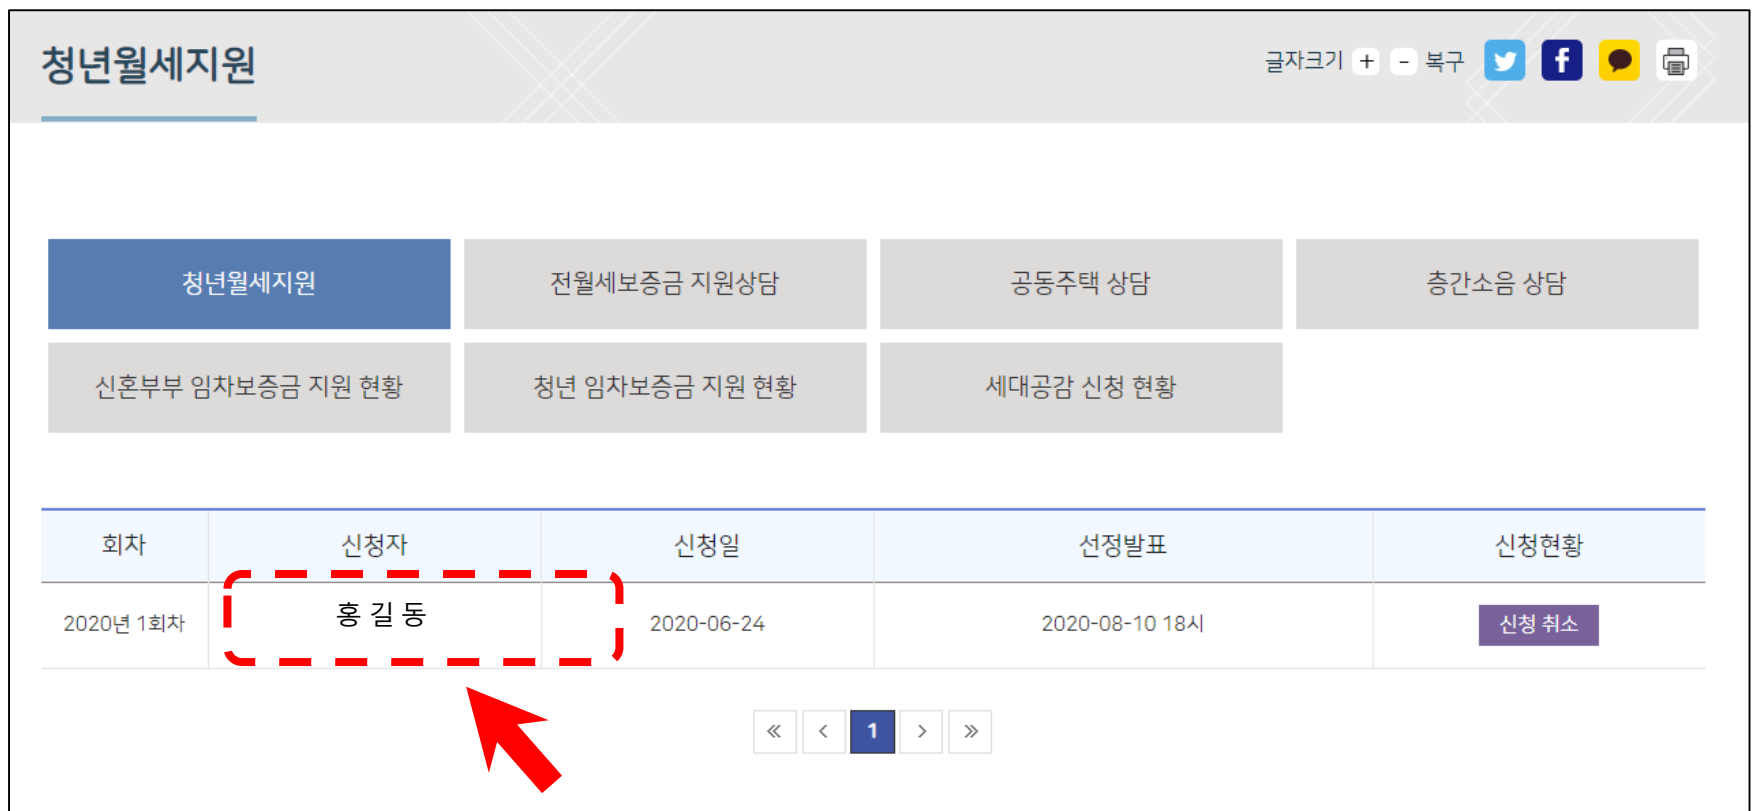 청년월세지원
글자크기 + - 복구
청년월세지원 전월세보증금 지원상담 공동주택 상담 층간소음 상담
신혼부부 임차보증금 지원 현황 청년 임차보증금 지원 현황 세대공감 신청 현황
회차 신청자 신청일 선정발표 신청현황
2020년 1회차 홍 길 동 2020-06-24 2020-08-10 18시 신청 취소
« < 1 > »